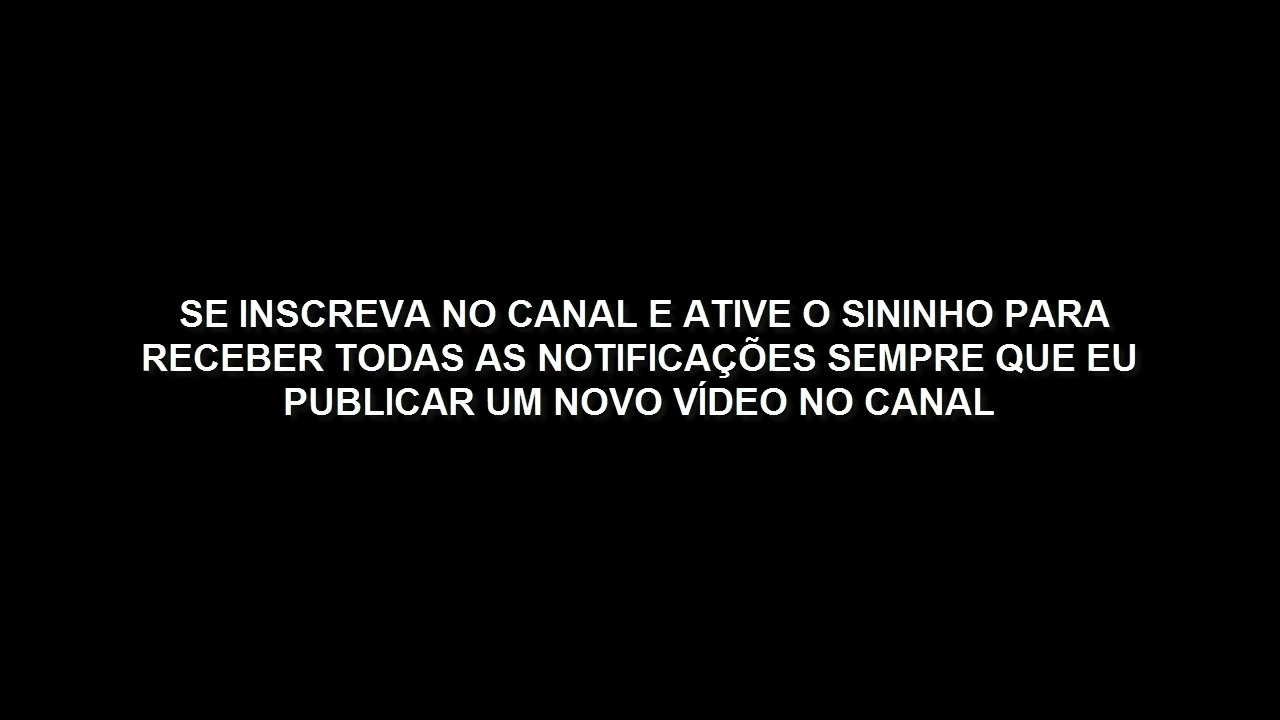 SE INSCREVA NO CANAL E ATIVE O SININHO PARA
RECEBER TODAS AS NOTIFICAÇÕES SEMPRE QUE EU
PUBLICAR UM NOVO VÍDEO NO CANAL